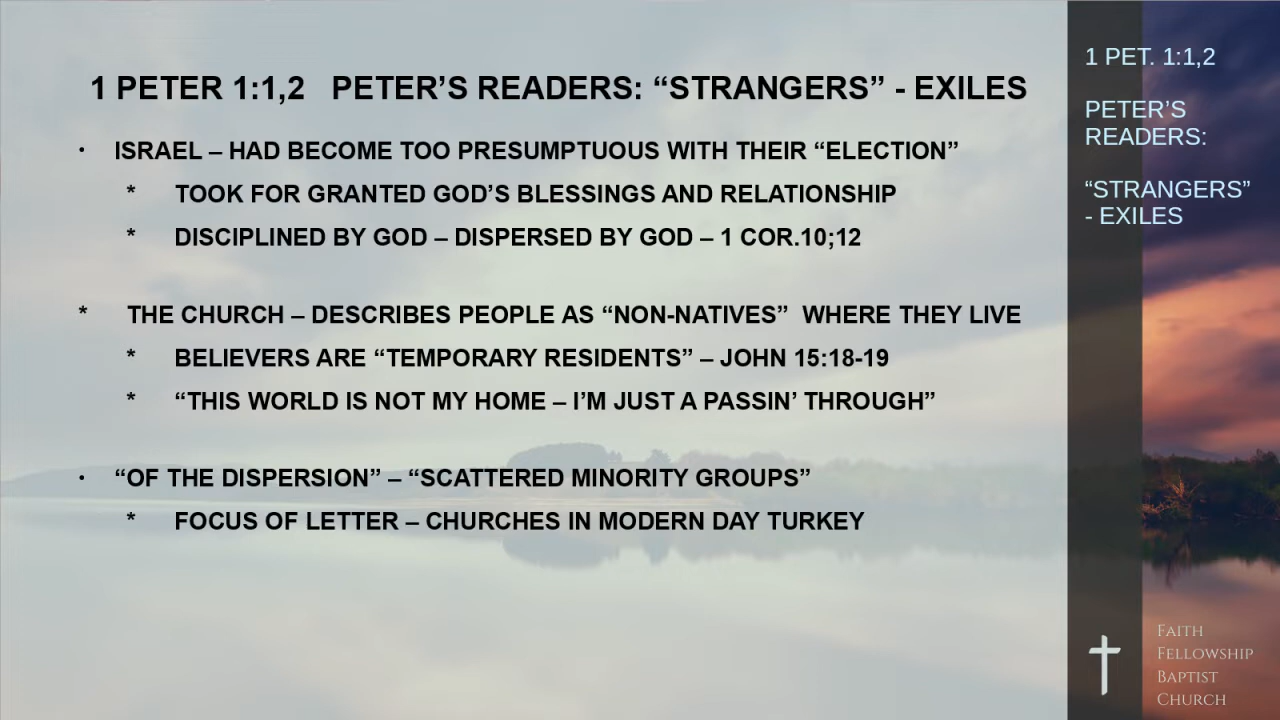 1 PETER 1:1,2   PETER’S READERS: “STRANGERS” - EXILES
· ISRAEL – HAD BECOME TOO PRESUMPTUOUS WITH THEIR “ELECTION”
* TOOK FOR GRANTED GOD’S BLESSINGS AND RELATIONSHIP
* DISCIPLINED BY GOD – DISPERSED BY GOD – 1 COR.10;12
* THE CHURCH – DESCRIBES PEOPLE AS “NON-NATIVES”  WHERE THEY LIVE
* BELIEVERS ARE “TEMPORARY RESIDENTS” – JOHN 15:18-19
* “THIS WORLD IS NOT MY HOME – I’M JUST A PASSIN’ THROUGH”
· “OF THE DISPERSION” – “SCATTERED MINORITY GROUPS”
* FOCUS OF LETTER – CHURCHES IN MODERN DAY TURKEY
1 PET. 1:1,2
PETER’S
READERS:
“STRANGERS”
- EXILES
FAITH
FELLOWSHIP
BAPTIST
CHURCH